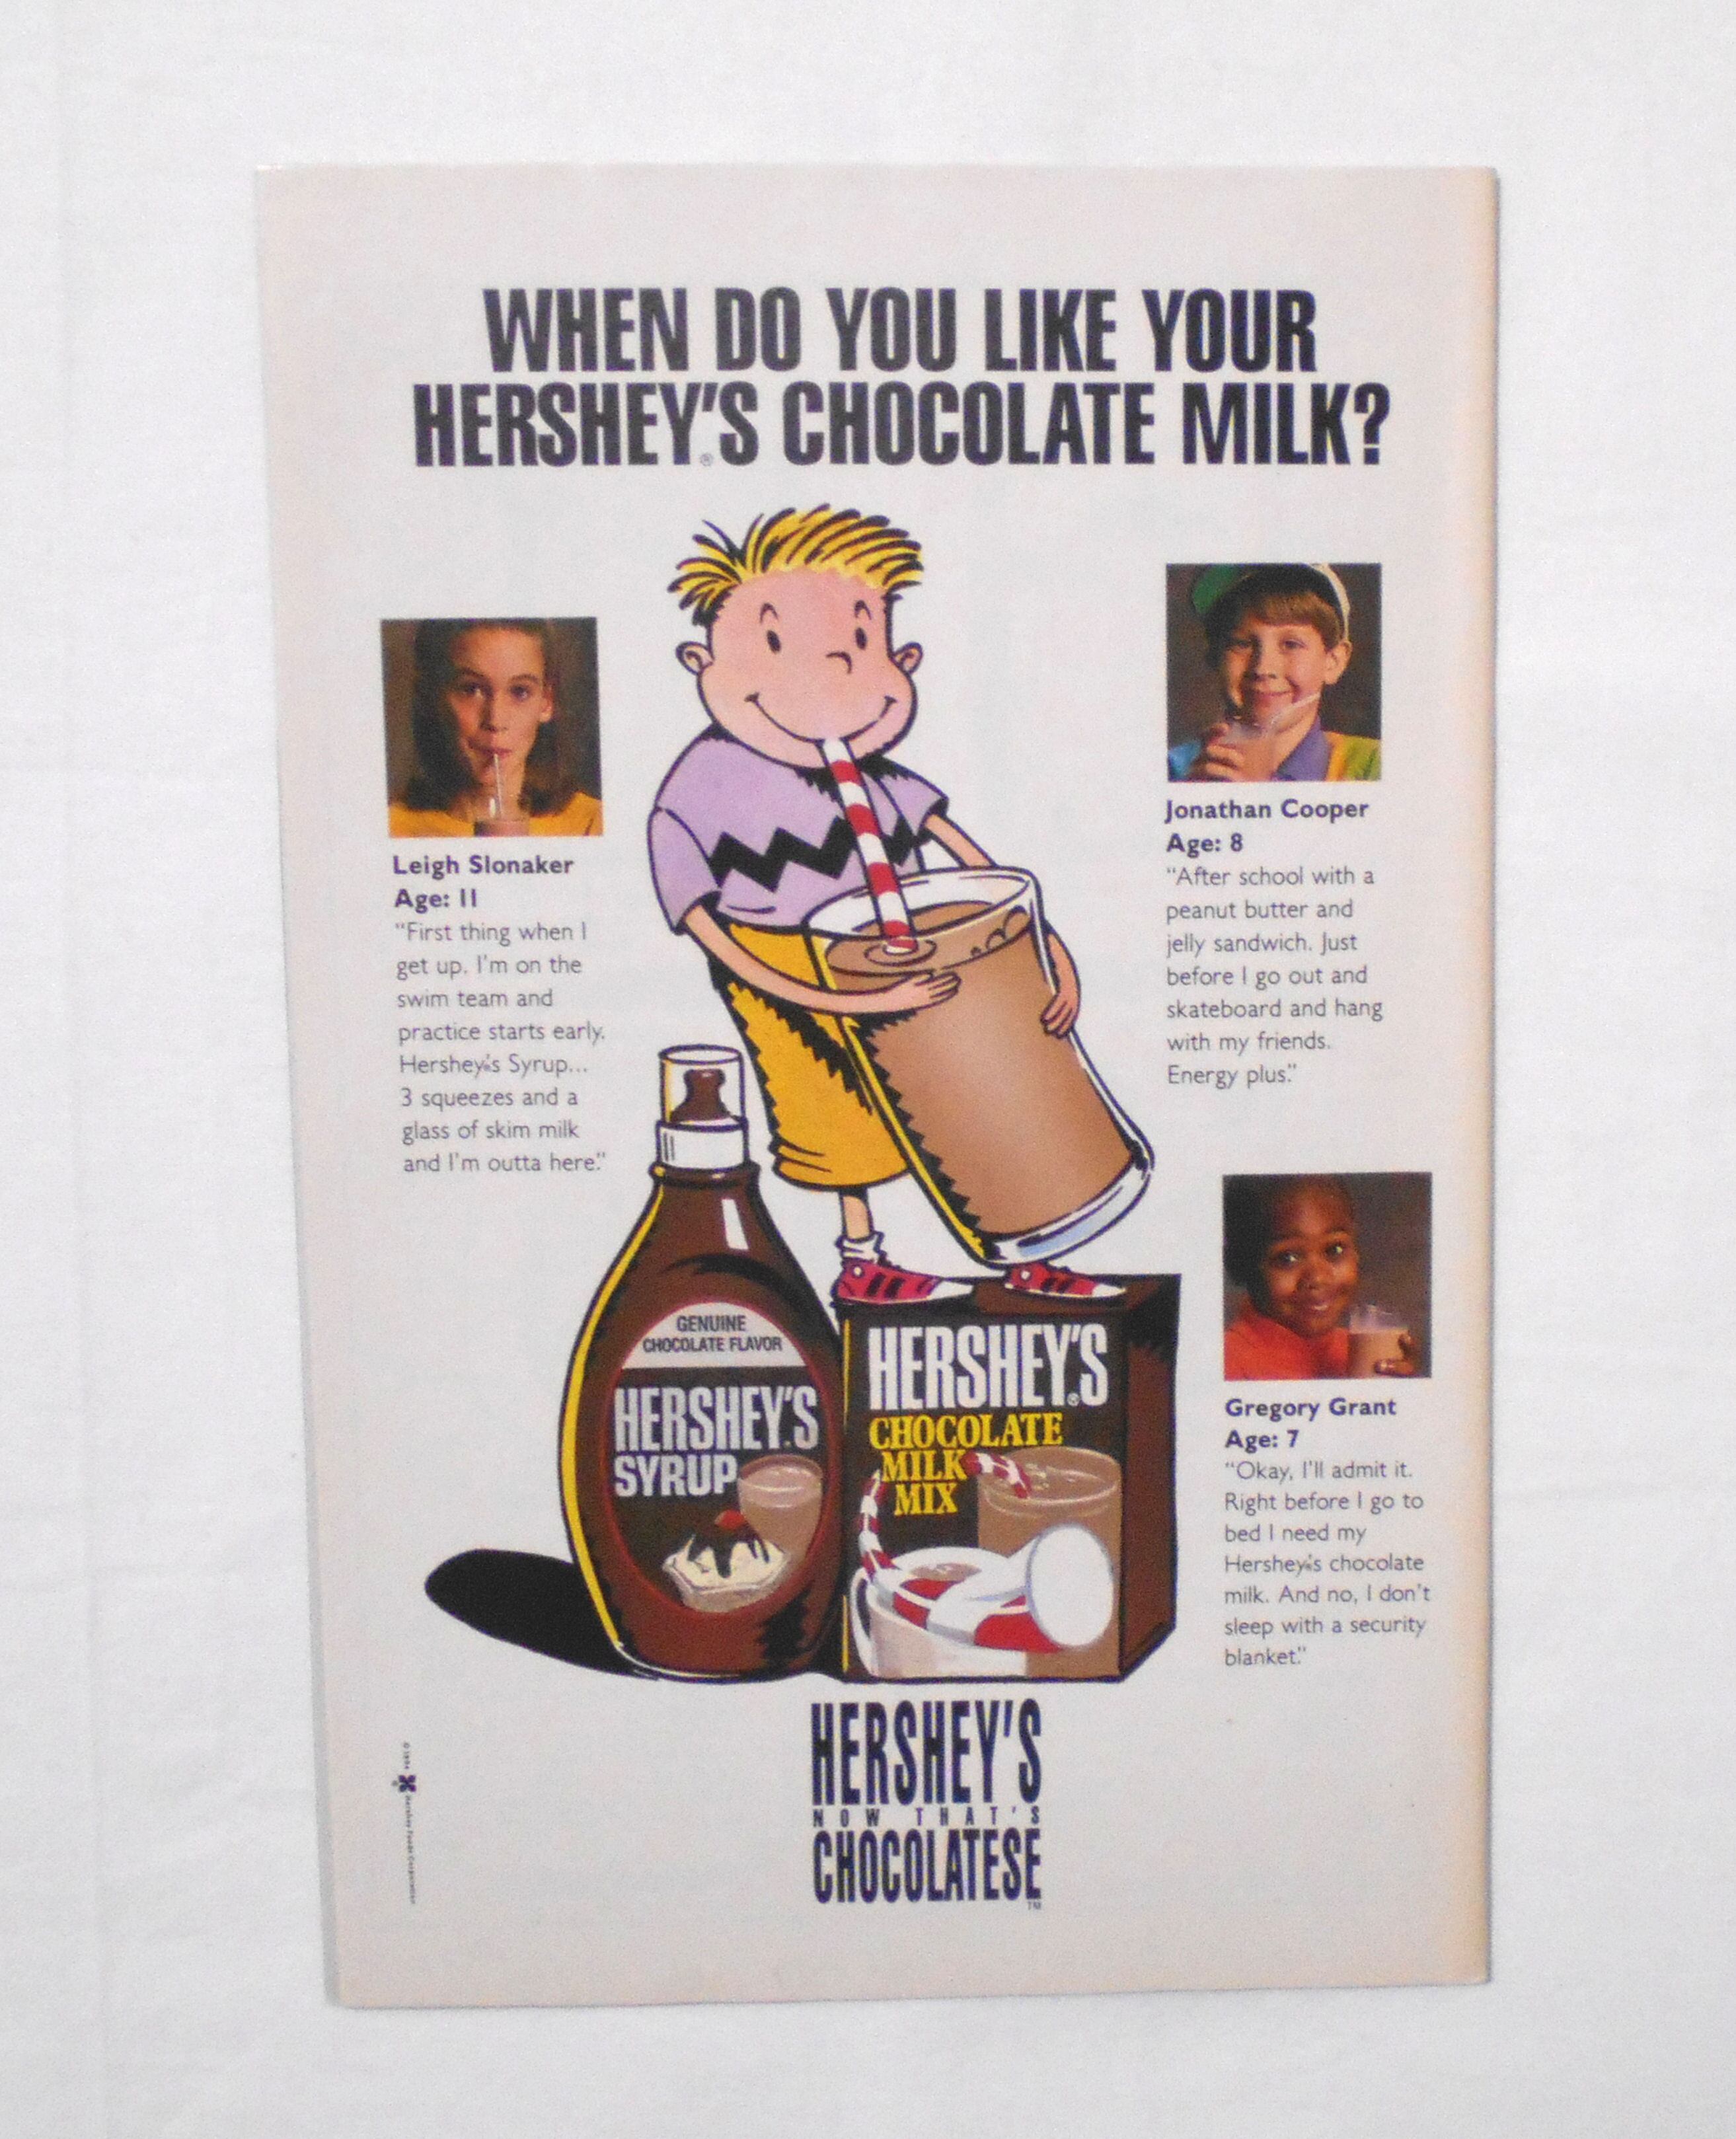 WHEN DO YOU LIKE YOUR
HERSHEY'S® CHOCOLATE MILK?
Leigh Slonaker
Age: 11
“First thing when I
get up. I'm on the
swim team and
practice starts early.
Hershey's Syrup...
3 squeezes and a
glass of skim milk
and I'm outta here.”
Jonathan Cooper
Age: 8
“After school with a
peanut butter and
jelly sandwich. Just
before I go out and
skateboard and hang
with my friends.
Energy plus.”
Gregory Grant
Age: 7
“Okay, I'll admit it.
Right before I go to
bed I need my
Hershey's chocolate
milk. And no, I don't
sleep with a security
blanket.”
GENUINE
CHOCOLATE FLAVOR
HERSHEY'S
SYRUP
HERSHEY'S®
CHOCOLATE
MILK
MIX
HERSHEY'S
NOW THAT'S
CHOCOLATESE
TM
Hershey Foods Corporation